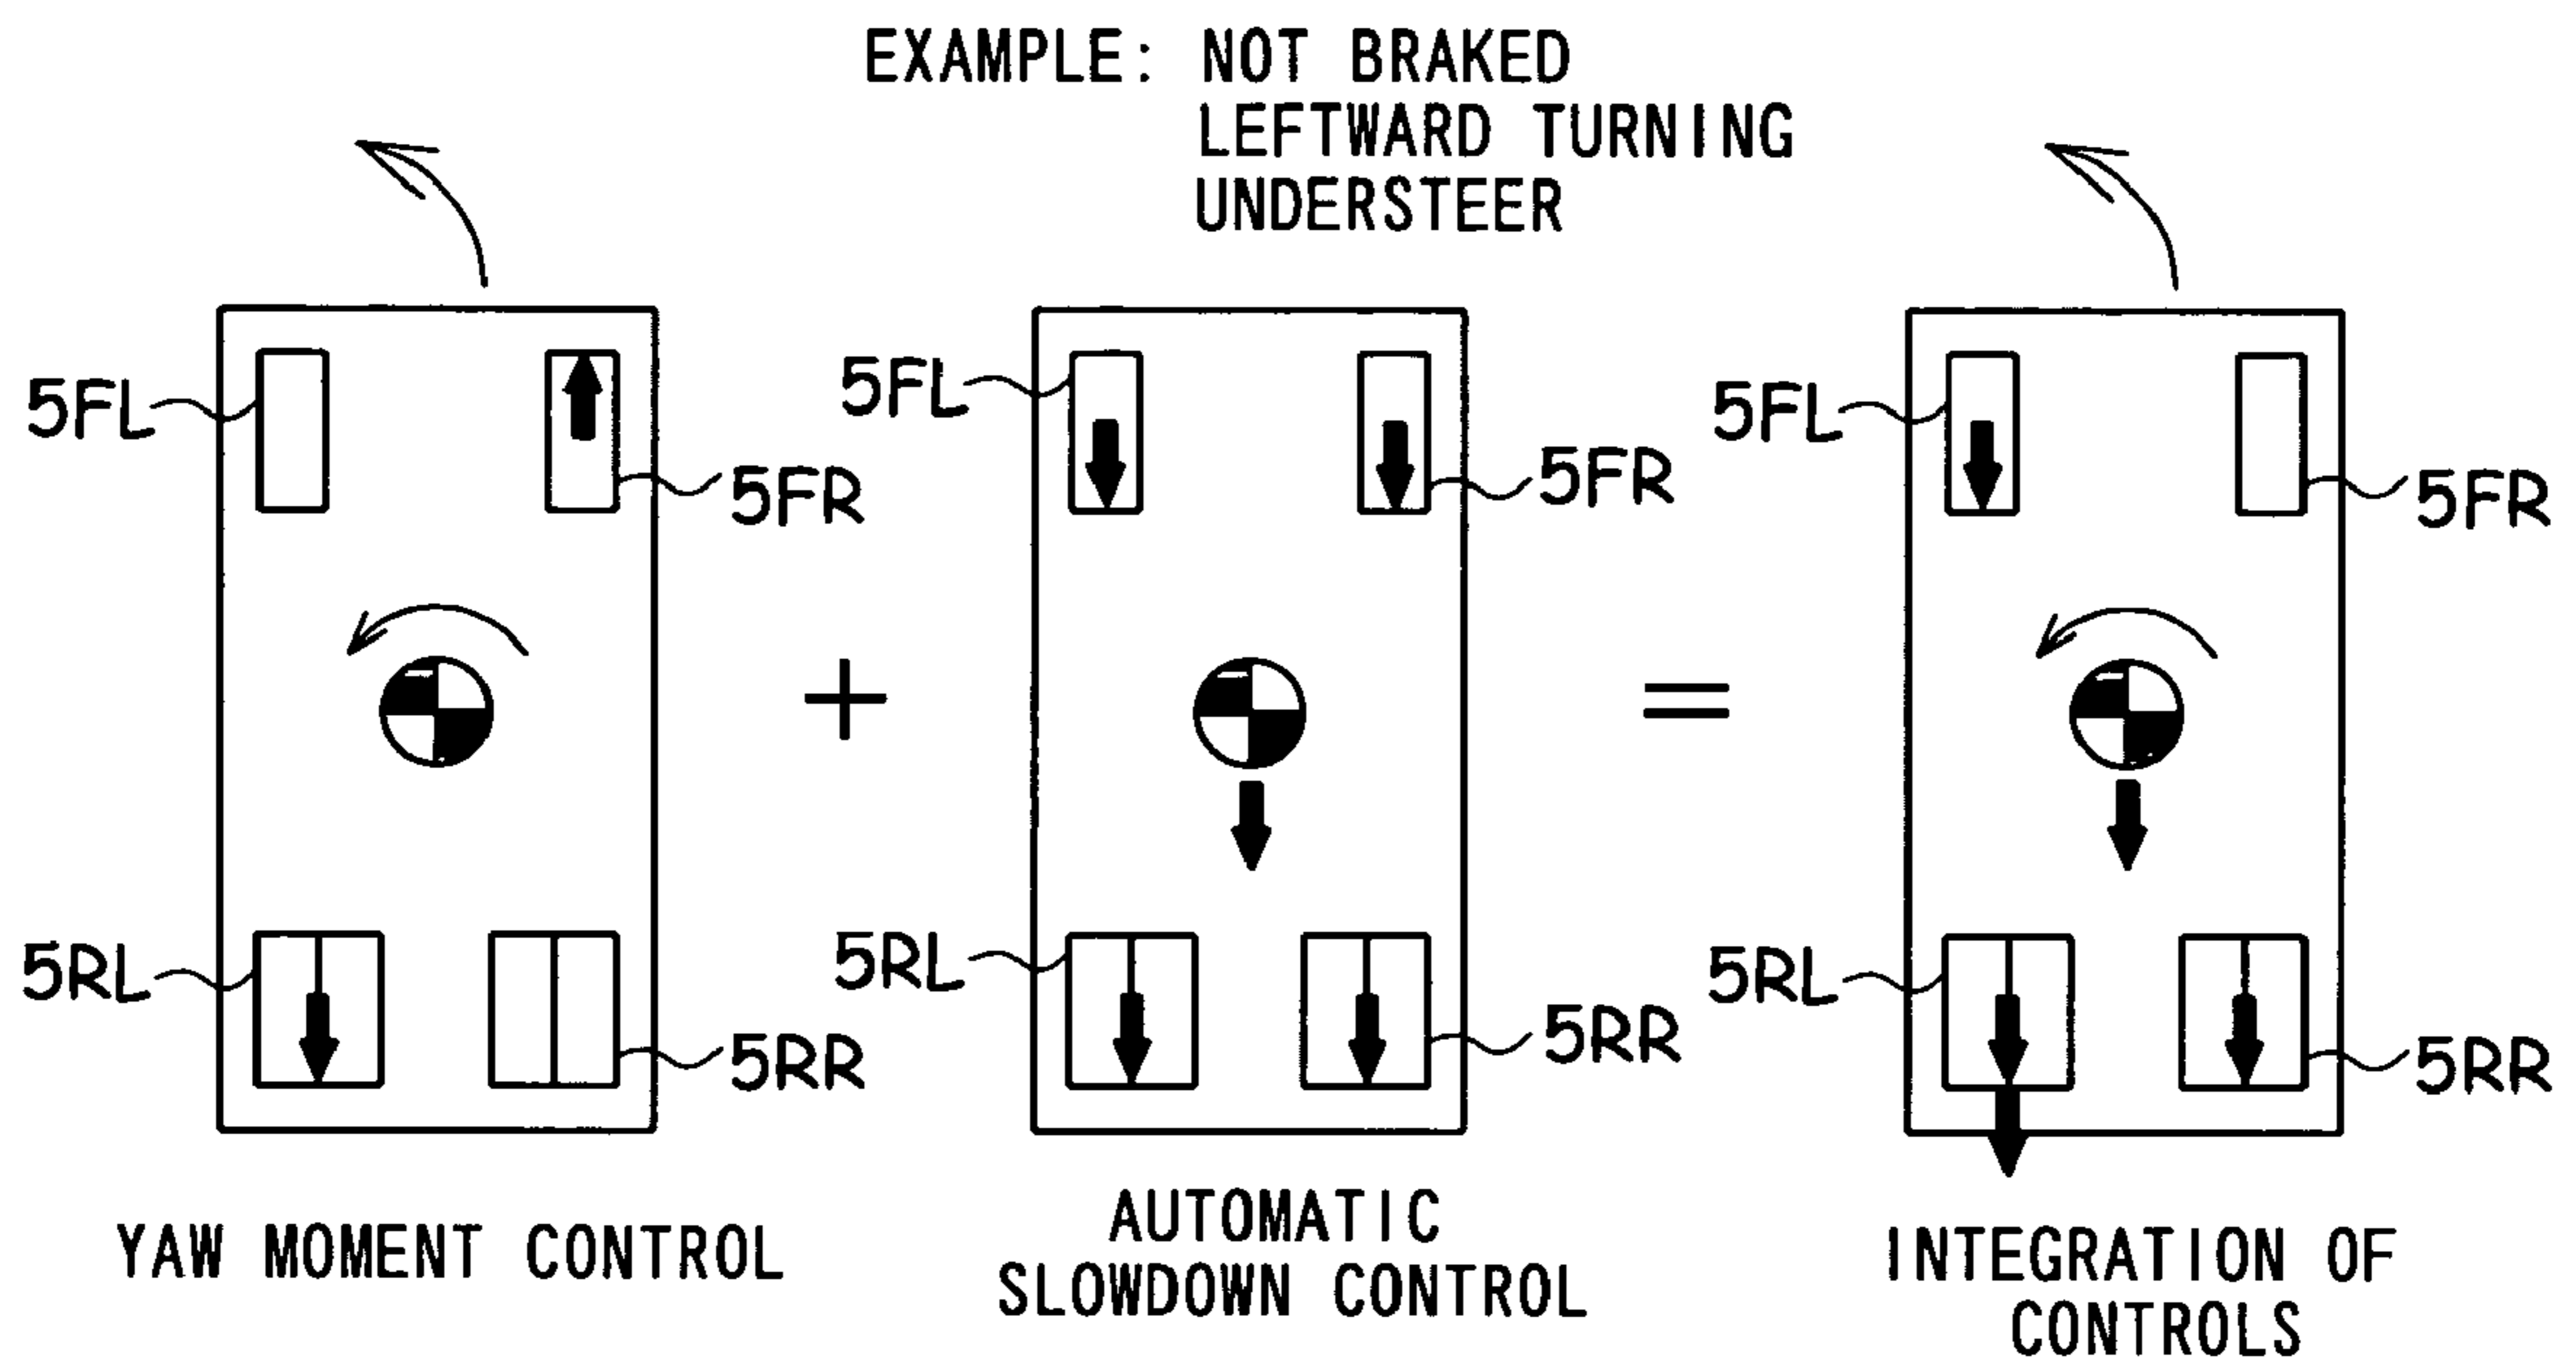 EXAMPLE: NOT BRAKED
LEFTWARD TURNING
UNDERSTEER
5FL
5FR
5RL
5RR
+
5FL
5FR
5RL
5RR
=
5FL
5FR
5RL
5RR
YAW MOMENT CONTROL
AUTOMATIC
SLOWDOWN CONTROL
INTEGRATION OF
CONTROLS